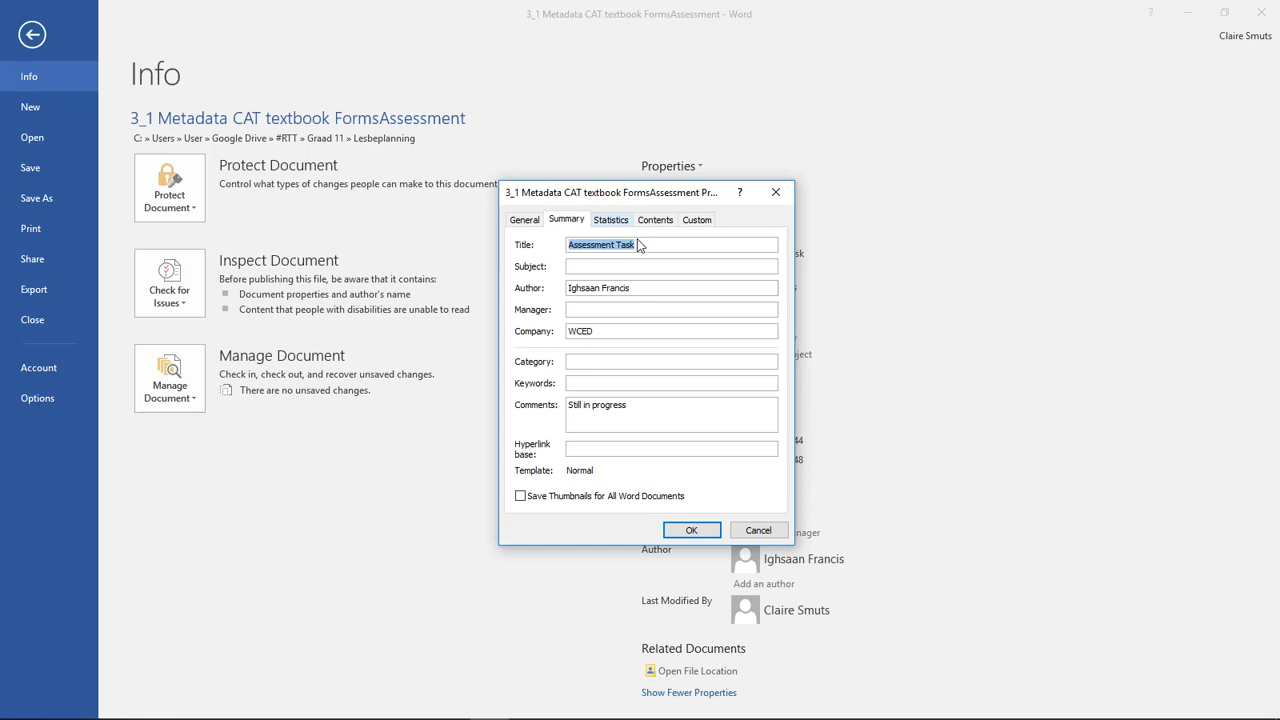 3_1 Metadata CAT textbook FormsAssessment - Word
?
Claire Smuts
Info
New
Open
Save
Save As
Print
Share
Export
Close
Account
Options
Info
3_1 Metadata CAT textbook FormsAssessment
C: » Users » User » Google Drive » #RTT » Graad 11 » Lesbeplanning
Protect Document
Control what types of changes people can make to this document
Protect
Document
Inspect Document
Before publishing this file, be aware that it contains:
Document properties and author's name
Content that people with disabilities are unable to read
Check for
Issues
Manage Document
Check in, check out, and recover unsaved changes.
There are no unsaved changes.
Manage
Document
Properties
3_1 Metadata CAT textbook FormsAssessment Pr...
?
General Summary Statistics Contents Custom
Title: Assessment Task
Subject:
Author: Ighsaan Francis
Manager:
Company: WCED
Category:
Keywords:
Comments: Still in progress
Hyperlink
base:
Template: Normal
Save Thumbnails for All Word Documents
OK Cancel
sk
ject
44
48
nager
Author
Ighsaan Francis
Add an author
Last Modified By
Claire Smuts
Related Documents
Open File Location
Show Fewer Properties